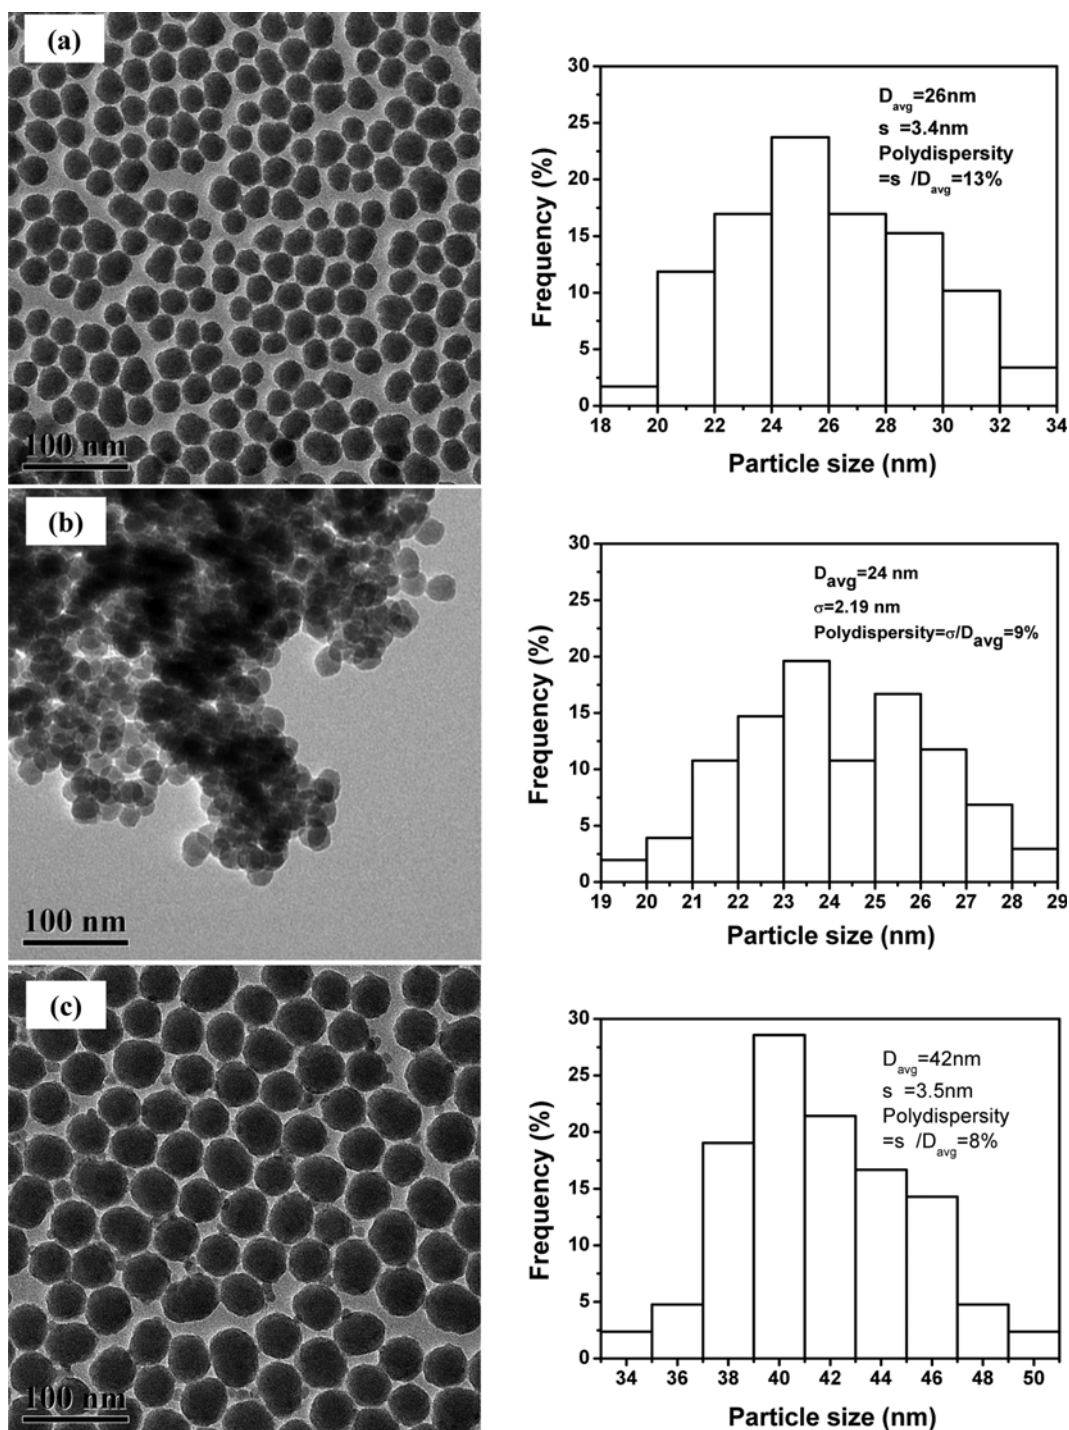 (a)
100 nm
30
25
20
15
10
5
0
Frequency (%)
D_avg=26nm
s =3.4nm
Polydispersity
=s /D_avg=13%
18 20 22 24 26 28 30 32 34
Particle size (nm)
(b)
100 nm
30
25
20
15
10
5
0
Frequency (%)
D_avg=24 nm
σ=2.19 nm
Polydispersity=σ/D_avg=9%
19 20 21 22 23 24 25 26 27 28 29
Particle size (nm)
(c)
100 nm
30
25
20
15
10
5
0
Frequency (%)
D_avg=42nm
s =3.5nm
Polydispersity
=s /D_avg=8%
34 36 38 40 42 44 46 48 50
Particle size (nm)